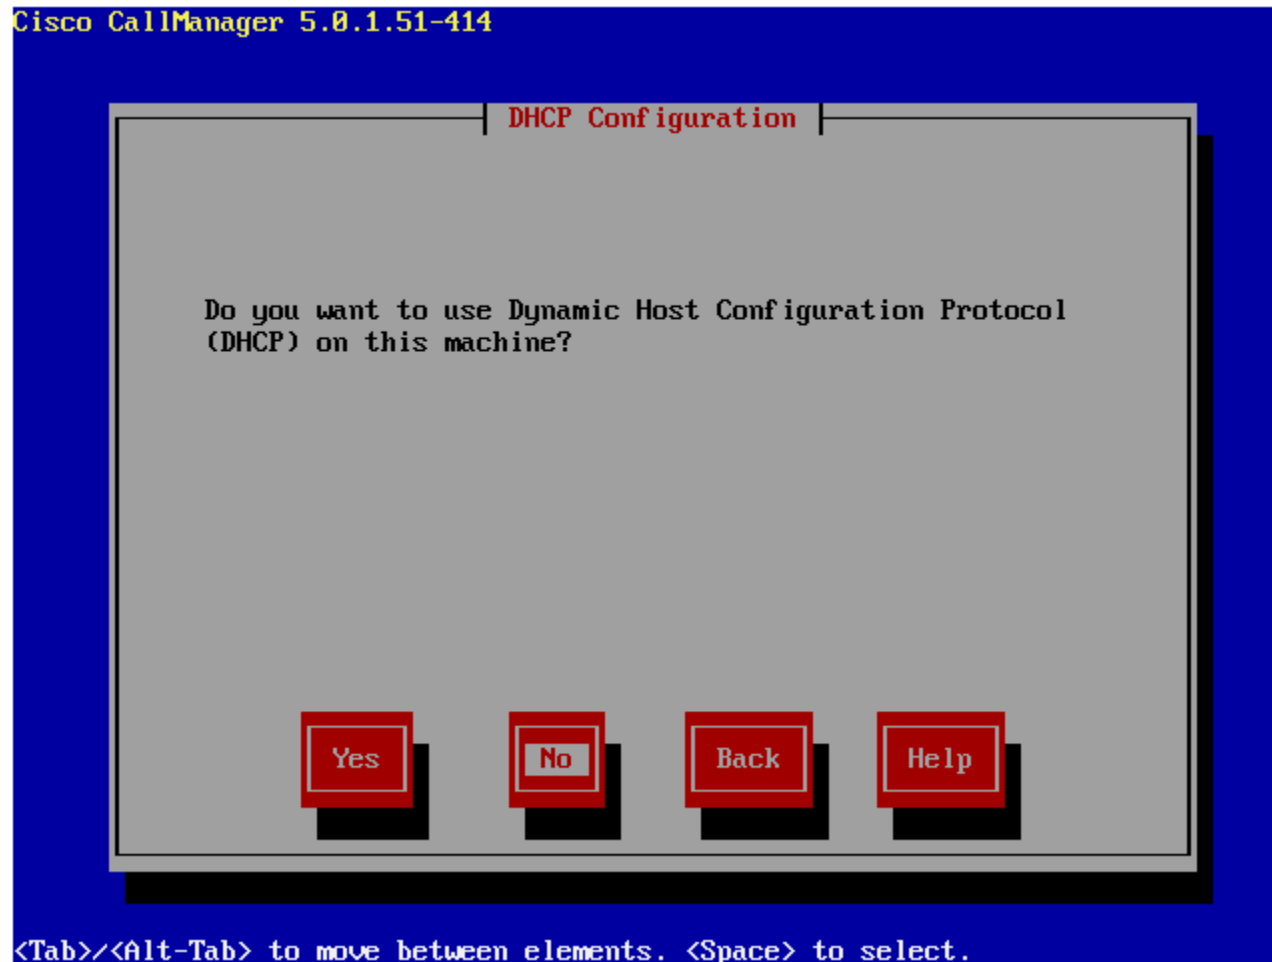 Cisco CallManager 5.0.1.51-414
DHCP Configuration
Do you want to use Dynamic Host Configuration Protocol
(DHCP) on this machine?
Yes No Back Help
<Tab>/<Alt-Tab> to move between elements. <Space> to select.